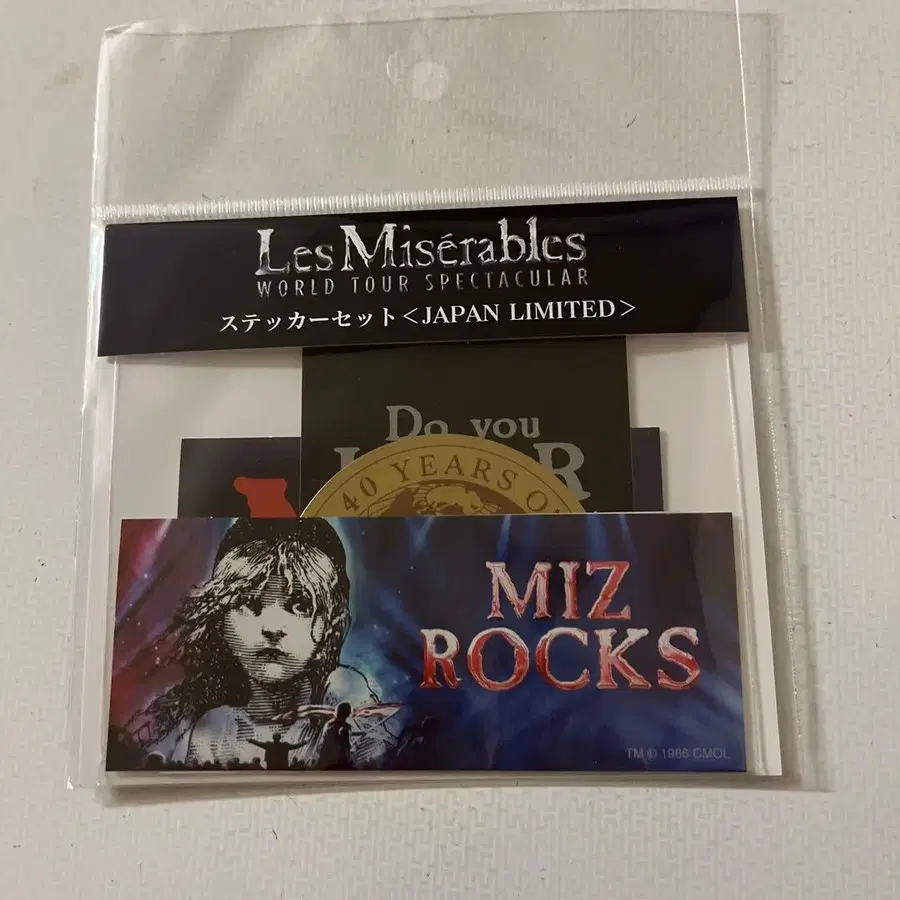 Les Misérables
WORLD TOUR SPECTACULAR
ステッカーセット＜JAPAN LIMITED＞
Do you
40 YEARS
MIZ
ROCKS
TM © 1986 CMOL